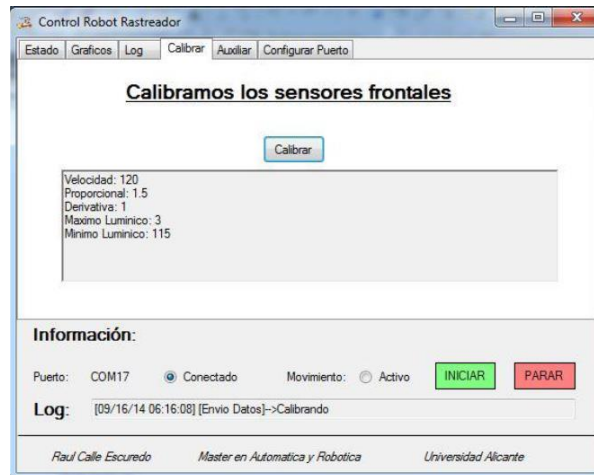 Control Robot Rastreador
Estado Graficos Log Calibrar Auxiliar Configurar Puerto
Calibramos los sensores frontales
Calibrar
Velocidad: 120
Proporcional: 1.5
Derivativa: 1
Maximo Luminico: 3
Minimo Luminico: 115
Información:
Puerto: COM17 Conectado Movimiento: Activo INICIAR PARAR
Log: [09/16/14 06:16:08] [Envio Datos]-->Calibrando
Raul Calle Escuredo Master en Automatica y Robotica Universidad Alicante